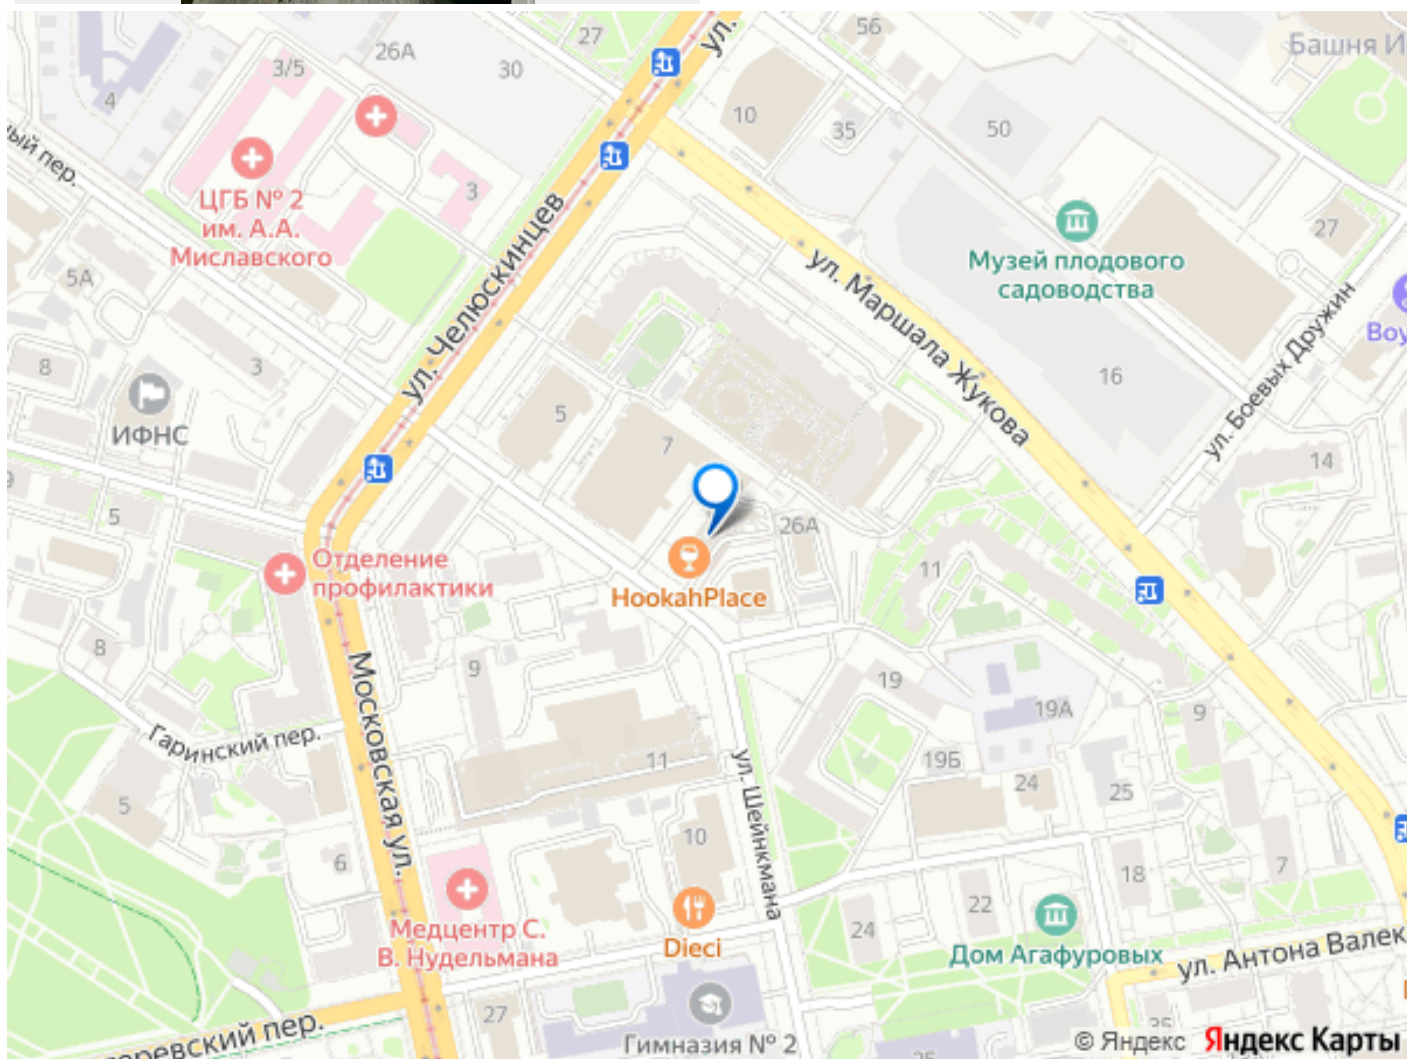 27
ул.
56
Башня И
26А
30
3/5
4
10
35
50
ый пер.
3
ЦГБ № 2
им. А.А.
Миславского
27
Музей плодового
садоводства
5А
ул. Челюскинцев
ул. Маршала Жукова
ул. Боевых Дружин
Boy
8
3
16
ИФНС
5
7
14
9
5
26А
Отделение
профилактики
11
HookahPlace
8
9
19
19А
9
Гаринский пер.
Московская ул.
11
ул. Шейнкмана
19Б
24
25
5
10
6
18
7
22
24
Медцентр С.
В. Нудельмана
Dieci
Дом Агафуровых
ул. Антона Валек
27
Гимназия № 2
© Яндекс Яндекс Карты